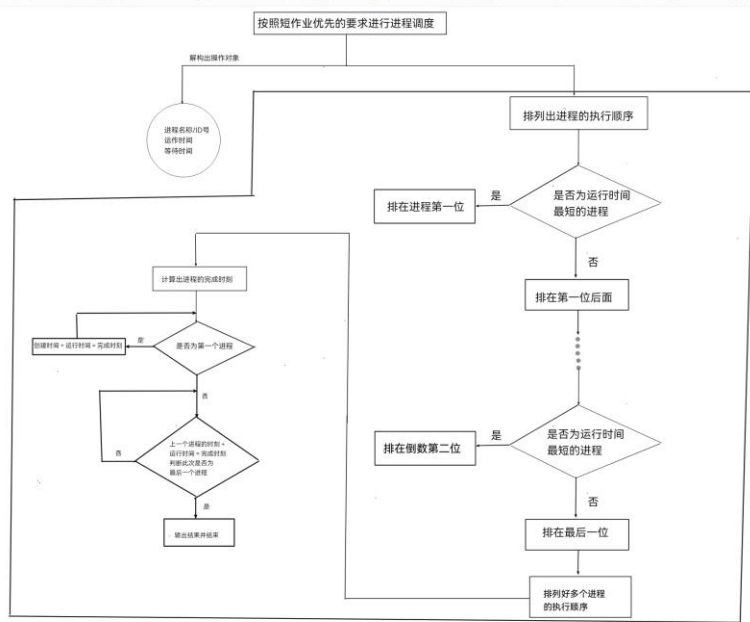 按照短作业优先的要求进行进程调度
解构出操作对象
进程名称/ID号
运作时间
等待时间
排列出进程的执行顺序
是否为运行时间
最短的进程
是
排在进程第一位
否
排在第一位后面
是否为运行时间
最短的进程
是
排在倒数第二位
否
排在最后一位
排列好多个进程
的执行顺序
计算出进程的完成时刻
是否为第一个进程
是
创建时间+运行时间=完成时刻
否
上一个进程的时刻+
运行时间=完成时刻
判断此次是否为
最后一个进程
否
是
输出结果并结束